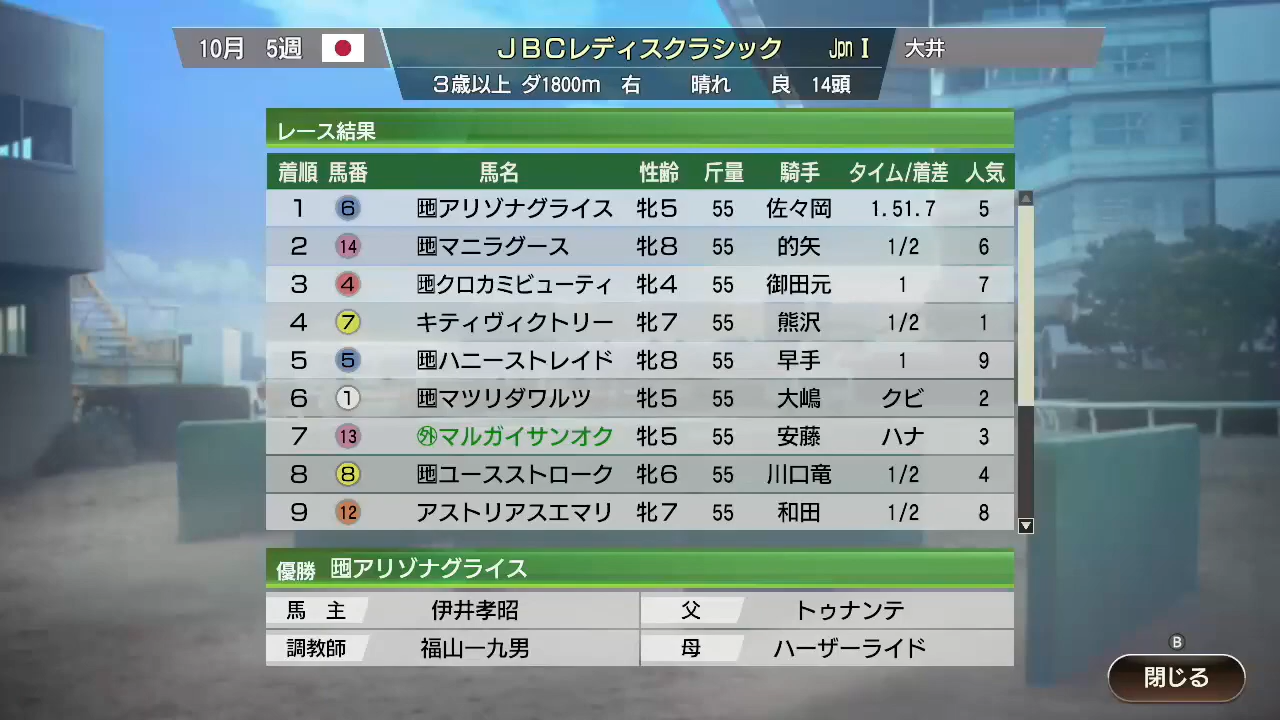 10月 5週 JBCレディスクラシック JpnⅠ 大井
3歳以上 ダ1800m 右 晴れ 良 14頭
レース結果
着順 馬番 馬名 性齢 斤量 騎手 タイム/着差 人気
1 6 地アリゾナグライス 牝5 55 佐々岡 1.51.7 5
2 14 地マニラグース 牝8 55 的矢 1/2 6
3 4 地クロカミビューティ 牝4 55 御田元 1 7
4 7 キティヴィクトリー 牝7 55 熊沢 1/2 1
5 5 地ハニーストレイド 牝8 55 早手 1 9
6 1 地マツリダワルツ 牝5 55 大嶋 クビ 2
7 13 外マルガイサンオク 牝5 55 安藤 ハナ 3
8 8 地ユースストローク 牝6 55 川口竜 1/2 4
9 12 アストリアスエマリ 牝7 55 和田 1/2 8
優勝 地アリゾナグライス
馬主 伊井孝昭 父 トゥナンテ
調教師 福山一九男 母 ハーザーライド
B
閉じる